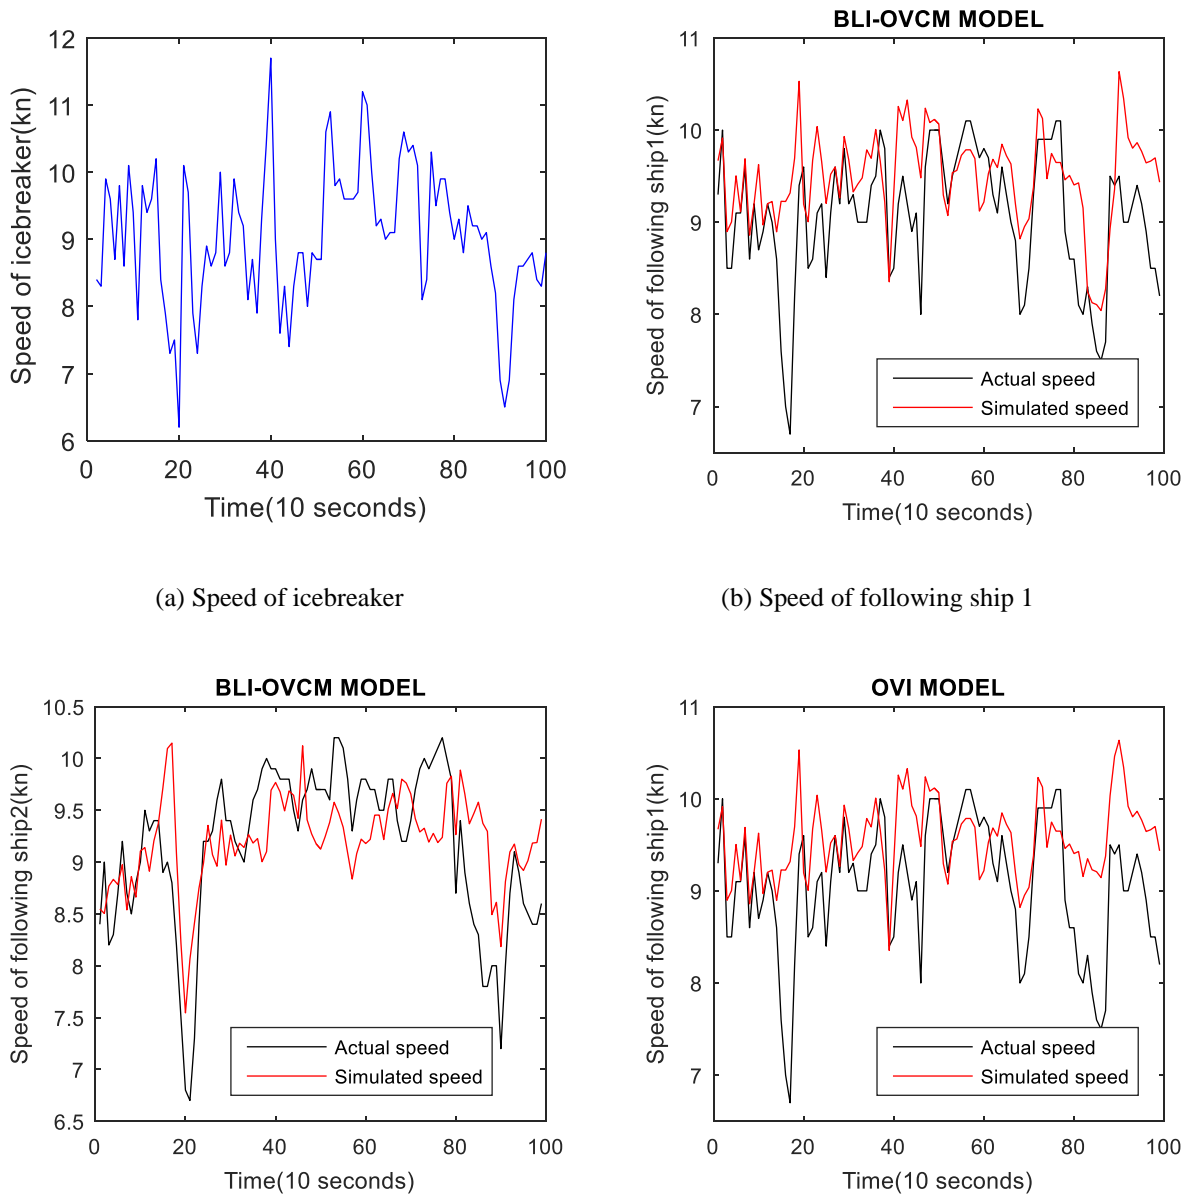 12
11
10
9
8
7
6
0 20 40 60 80 100
Speed of icebreaker(kn)
Time(10 seconds)
(a) Speed of icebreaker
BLI-OVCM MODEL
11
10
9
8
7
0 20 40 60 80 100
Speed of following ship1(kn)
Actual speed
Simulated speed
Time(10 seconds)
(b) Speed of following ship 1
BLI-OVCM MODEL
10.5
10
9.5
9
8.5
8
7.5
7
6.5
0 20 40 60 80 100
Speed of following ship2(kn)
Actual speed
Simulated speed
Time(10 seconds)
OVI MODEL
11
10
9
8
7
0 20 40 60 80 100
Speed of following ship1(kn)
Actual speed
Simulated speed
Time(10 seconds)